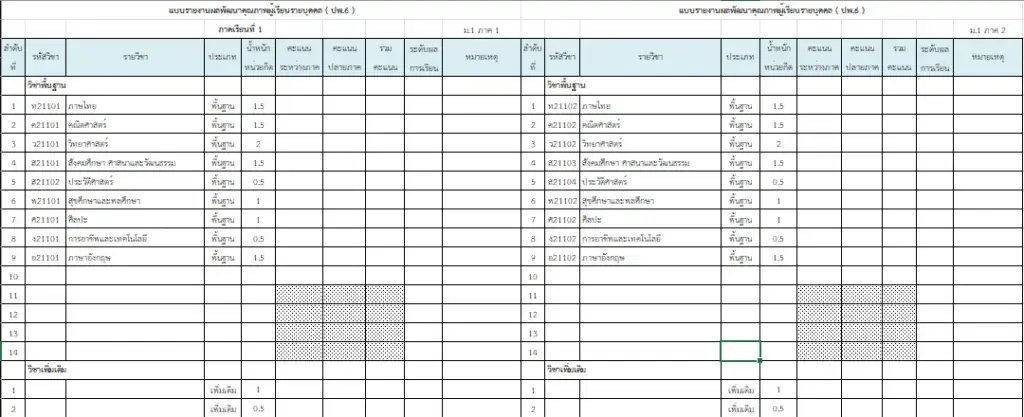 แบบรายงานผลพัฒนาคุณภาพผู้เรียนรายบุคคล ( ปพ.6 )
ภาคเรียนที่ 1 ม.1 ภาค 1
ลำดับที่ รหัสวิชา รายวิชา ประเภท น้ำหนักหน่วยกิต คะแนนระหว่างภาค คะแนนปลายภาค รวมคะแนน ระดับผลการเรียน หมายเหตุ
วิชาพื้นฐาน
1 ท21101 ภาษไทย พื้นฐาน 1.5
2 ค21101 คณิตศาสตร์ พื้นฐาน 1.5
3 ว21101 วิทยาศาสตร์ พื้นฐาน 2
4 ส21101 สังคมศึกษา ศาสนาและวัฒนธรรม พื้นฐาน 1.5
5 ส21102 ประวัติศาสตร์ พื้นฐาน 0.5
6 พ21101 สุขศึกษาและพลศึกษา พื้นฐาน 1
7 ศ21101 ศิลปะ พื้นฐาน 1
8 ง21101 การอาชีพและเทคโนโลยี พื้นฐาน 0.5
9 อ21101 ภาษาอังกฤษ พื้นฐาน 1.5
10
11
12
13
14
วิชาเพิ่มเติม
1 เพิ่มเติม 1
2 เพิ่มเติม 0.5
แบบรายงานผลพัฒนาคุณภาพผู้เรียนรายบุคคล ( ปพ.6 )
ม.1 ภาค 2
ลำดับที่ รหัสวิชา รายวิชา ประเภท น้ำหนักหน่วยกิต คะแนนระหว่างภาค คะแนนปลายภาค รวมคะแนน ระดับผลการเรียน หมายเหตุ
วิชาพื้นฐาน
1 ท21102 ภาษไทย พื้นฐาน 1.5
2 ค21102 คณิตศาสตร์ พื้นฐาน 1.5
3 ว21102 วิทยาศาสตร์ พื้นฐาน 2
4 ส21103 สังคมศึกษา ศาสนาและวัฒนธรรม พื้นฐาน 1.5
5 ส21104 ประวัติศาสตร์ พื้นฐาน 0.5
6 พ21102 สุขศึกษาและพลศึกษา พื้นฐาน 1
7 ศ21102 ศิลปะ พื้นฐาน 1
8 ง21102 การอาชีพและเทคโนโลยี พื้นฐาน 0.5
9 อ21102 ภาษาอังกฤษ พื้นฐาน 1.5
10
11
12
13
14
วิชาเพิ่มเติม
1 เพิ่มเติม 1
2 เพิ่มเติม 0.5